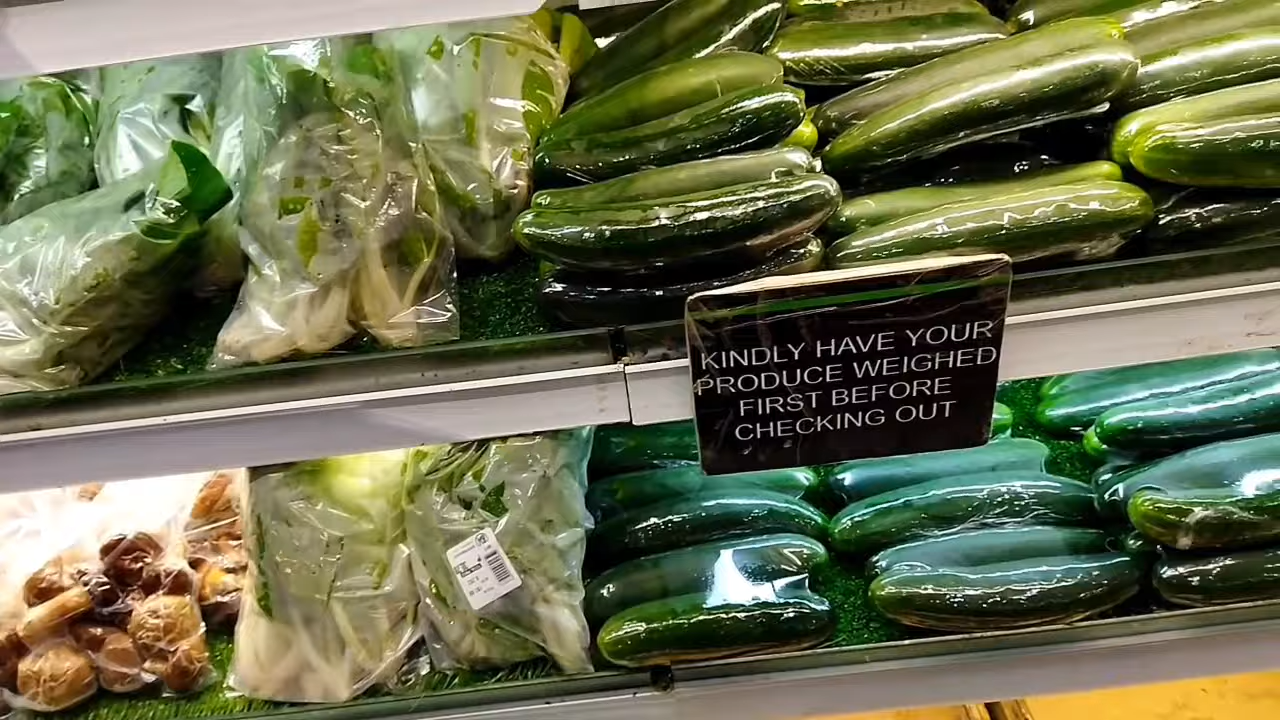 KINDLY HAVE YOUR
PRODUCE WEIGHED
FIRST BEFORE
CHECKING OUT